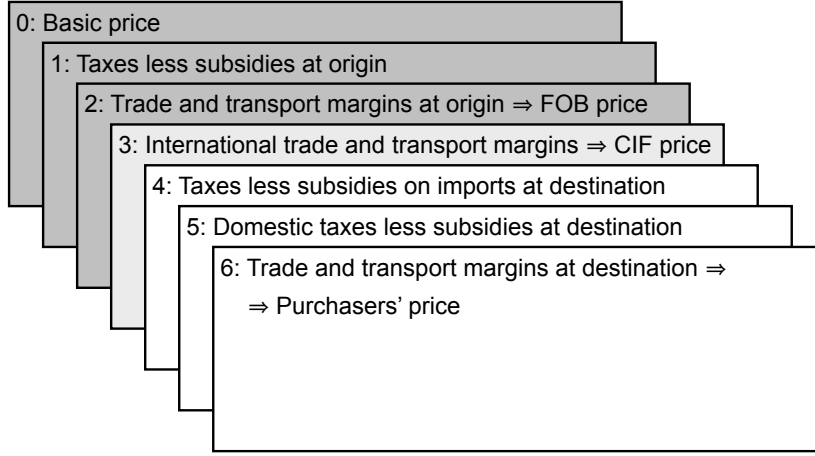 0: Basic price
1: Taxes less subsidies at origin
2: Trade and transport margins at origin ⇒ FOB price
3: International trade and transport margins ⇒ CIF price
4: Taxes less subsidies on imports at destination
5: Domestic taxes less subsidies at destination
6: Trade and transport margins at destination ⇒
⇒ Purchasers’ price